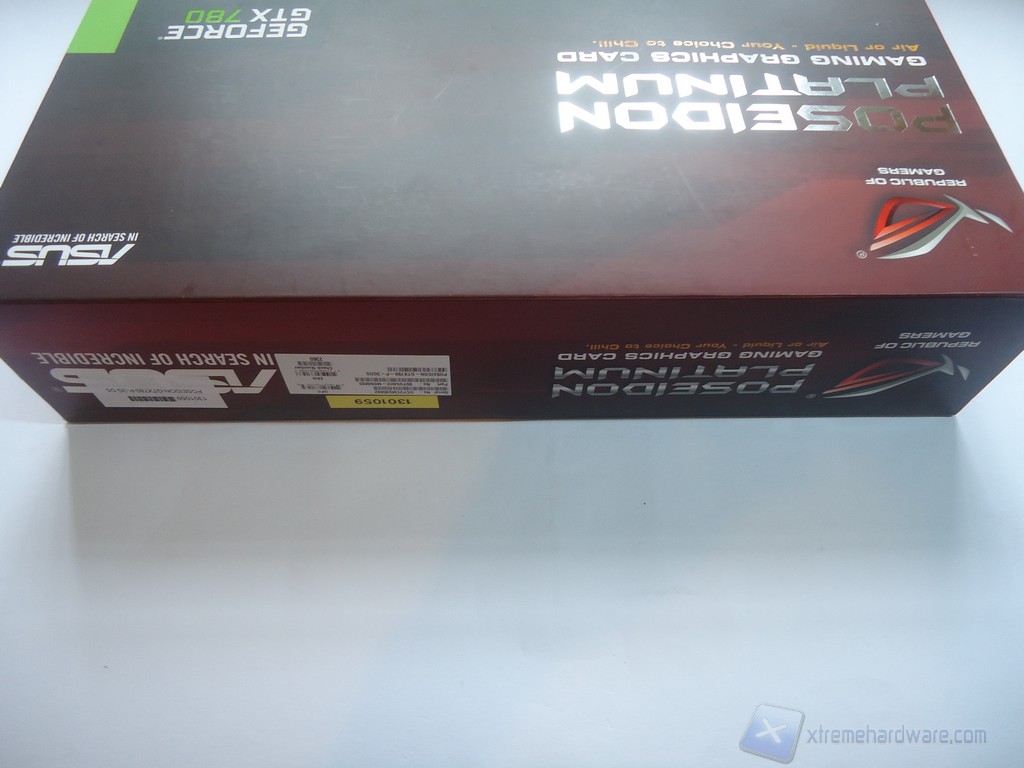 REPUBLIC OF
GAMERS
®
POSEIDON
PLATINUM
GAMING GRAPHICS CARD
Air or Liquid - Your Choice to Chill.
GEFORCE®
GTX 780
ASUS
IN SEARCH OF INCREDIBLE
REPUBLIC OF
GAMERS
®
POSEIDON
PLATINUM
GAMING GRAPHICS CARD
Air or Liquid - Your Choice to Chill.
1301059
1301059
ASUS
IN SEARCH OF INCREDIBLE
xtremehardware.com